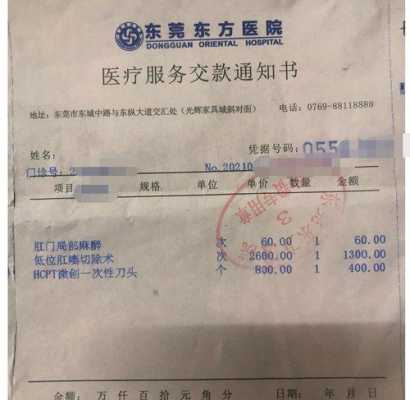 东莞东方医院
DONGGUAN ORIENTAL HOSPITAL
医疗服务交款通知书
地址：东莞市东城中路与东纵大道交汇处（光辉家具城斜对面） 电话：0769-88118880
姓名： 凭据号码：055
门诊号：2 No.20210
项目 规格 单位 单价 数量 金额
肛门局部麻醉 次 60.00 1 60.00
低位肛瘘切除术 次 2600.00 1 1300.00
HCPT微创一次性刀头 个 800.00 1 400.00
金额： 万 仟 百 拾 元 角 分 日期： 年 月 日